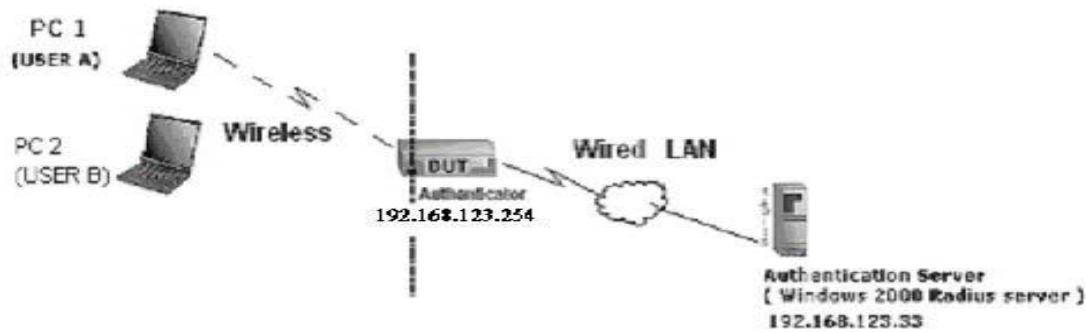 PC 1
(USER A)
PC 2
(USER B)
Wireless
DUT
Authenticator
192.168.123.254
Wired LAN
Authentication Server
( Windows 2000 Radius server )
192.168.123.33